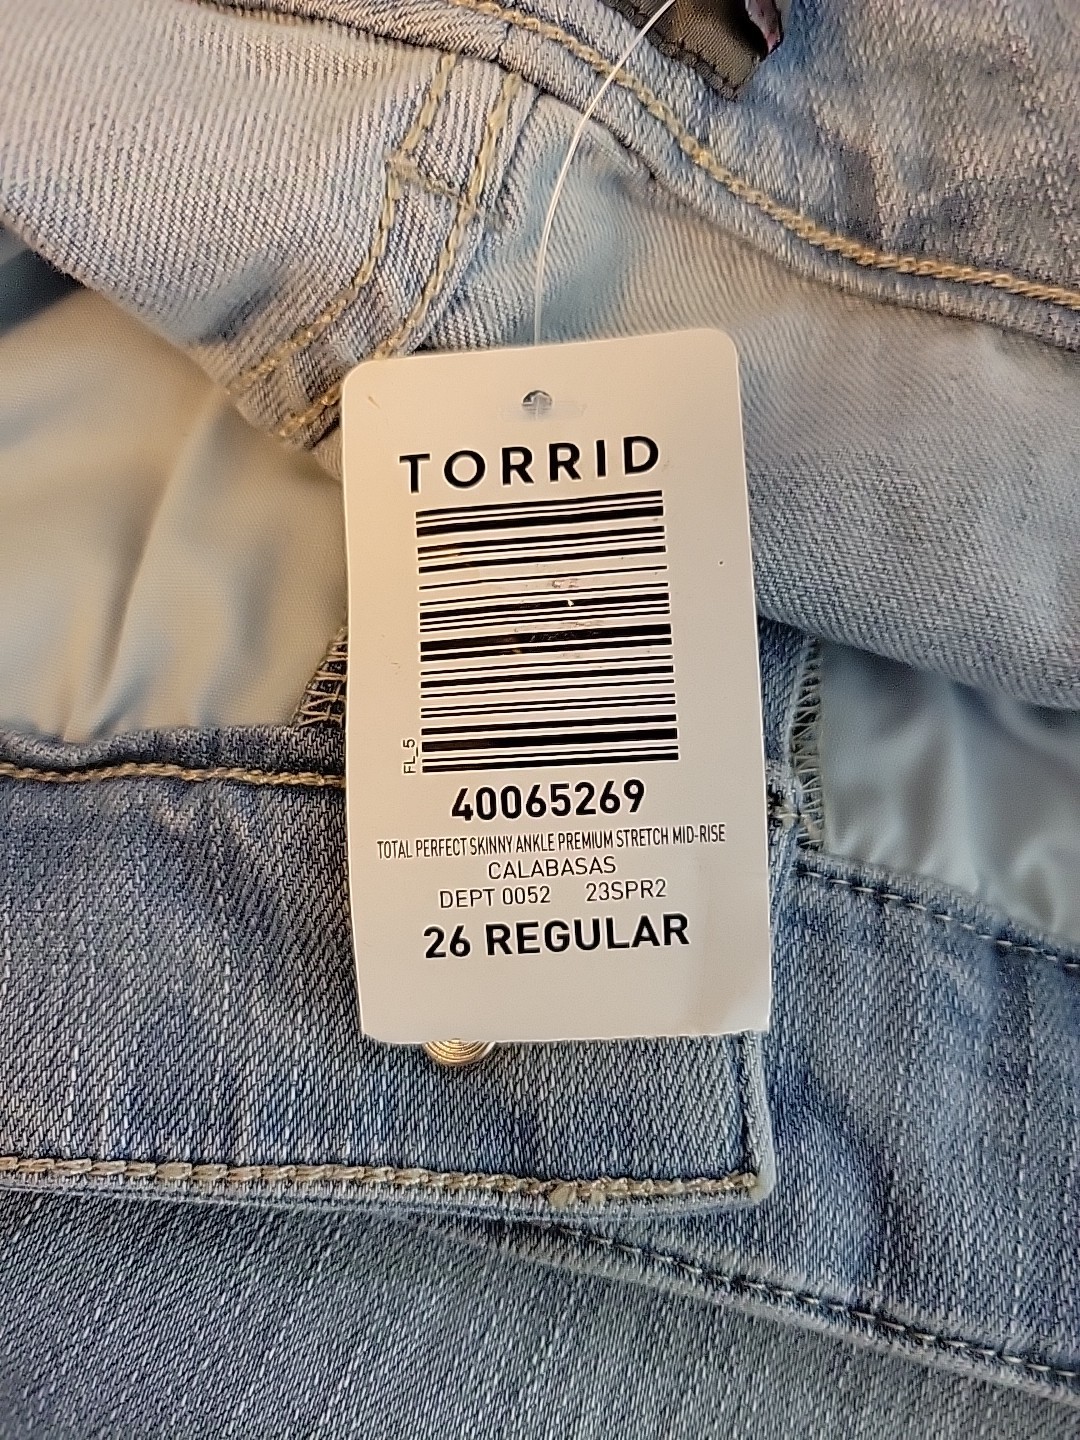 TORRID
FL_5
40065269
TOTAL PERFECT SKINNY ANKLE PREMIUM STRETCH MID-RISE
CALABASAS
DEPT 0052 23SPR2
26 REGULAR